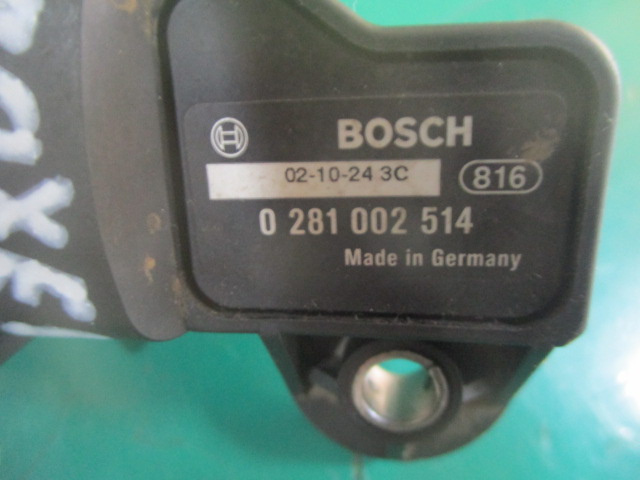 BOSCH
02-10-24 3C
816
0 281 002 514
Made in Germany